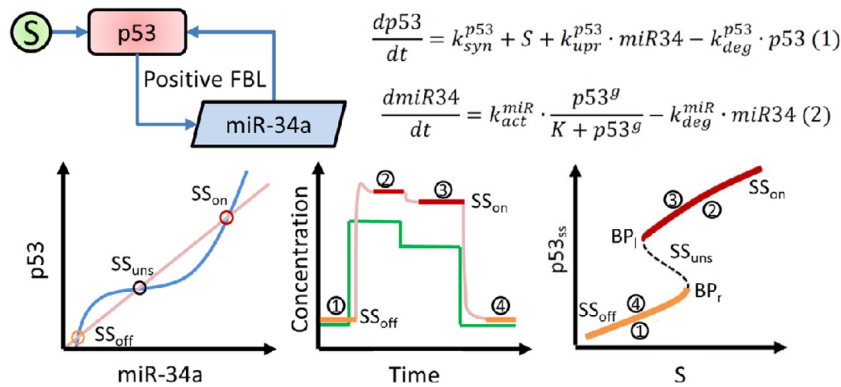 S
p53
Positive FBL
miR-34a
dp53/dt = k_syn^p53 + S + k_upr^p53 · miR34 − k_deg^p53 · p53 (1)
dmiR34/dt = k_act^miR · p53^g/(K + p53^g) − k_deg^miR · miR34 (2)
p53
SS_on
SS_uns
SS_off
miR-34a
Concentration
①
②
③
④
SS_on
SS_off
Time
p53_ss
③
②
SS_on
BP_l
SS_uns
BP_r
SS_off
④
①
S